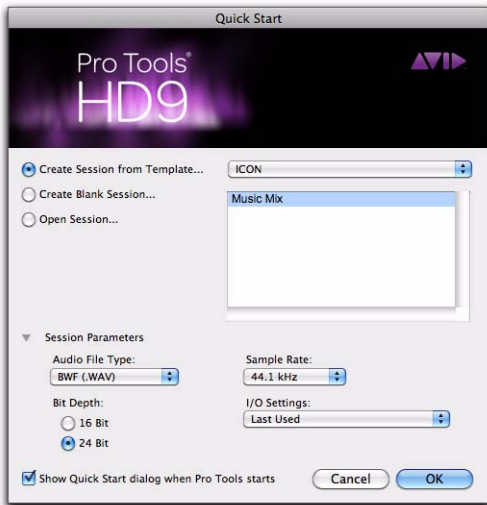 Quick Start
Pro Tools®
HD9
AVID
Create Session from Template...
ICON
Create Blank Session...
Open Session...
Music Mix
Session Parameters
Audio File Type:
BWF (.WAV)
Sample Rate:
44.1 kHz
Bit Depth:
16 Bit
24 Bit
I/O Settings:
Last Used
Show Quick Start dialog when Pro Tools starts
Cancel
OK